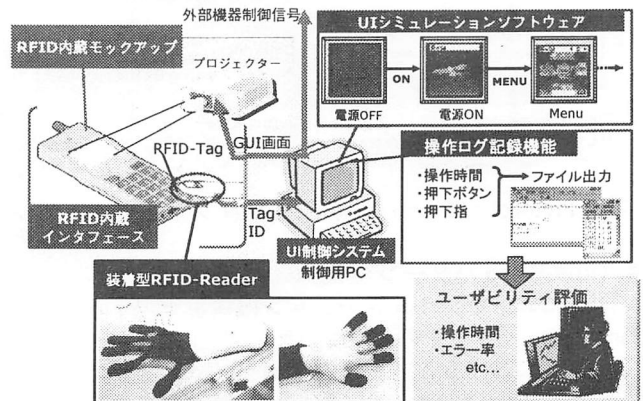 外部機器制御信号
RFID内蔵モックアップ
プロジェクター
RFID-Tag
GUI画面
RFID内蔵
インタフェース
Tag-
ID
UI制御システム
制御用PC
装着型RFID-Reader
UIシミュレーションソフトウェア
ON
MENU
電源OFF
電源ON
Menu
操作ログ記録機能
・操作時間
・押下ボタン
・押下指
ファイル出力
ユーザビリティ評価
・操作時間
・エラー率
etc...